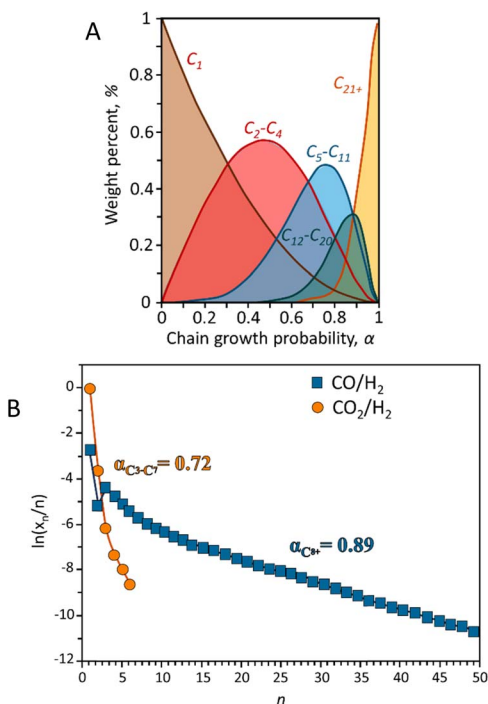 A
1
0.8
0.6
0.4
0.2
0
Weight percent, %
C₁
C₂-C₄
C₅-C₁₁
C₁₂-C₂₀
C₂₁₊
0 0.2 0.4 0.6 0.8 1
Chain growth probability, α
B
0
-2
-4
-6
-8
-10
-12
ln(xₙ/n)
CO/H₂
CO₂/H₂
α_C³-C⁷ = 0.72
α_C⁸⁺ = 0.89
0 5 10 15 20 25 30 35 40 45 50
n